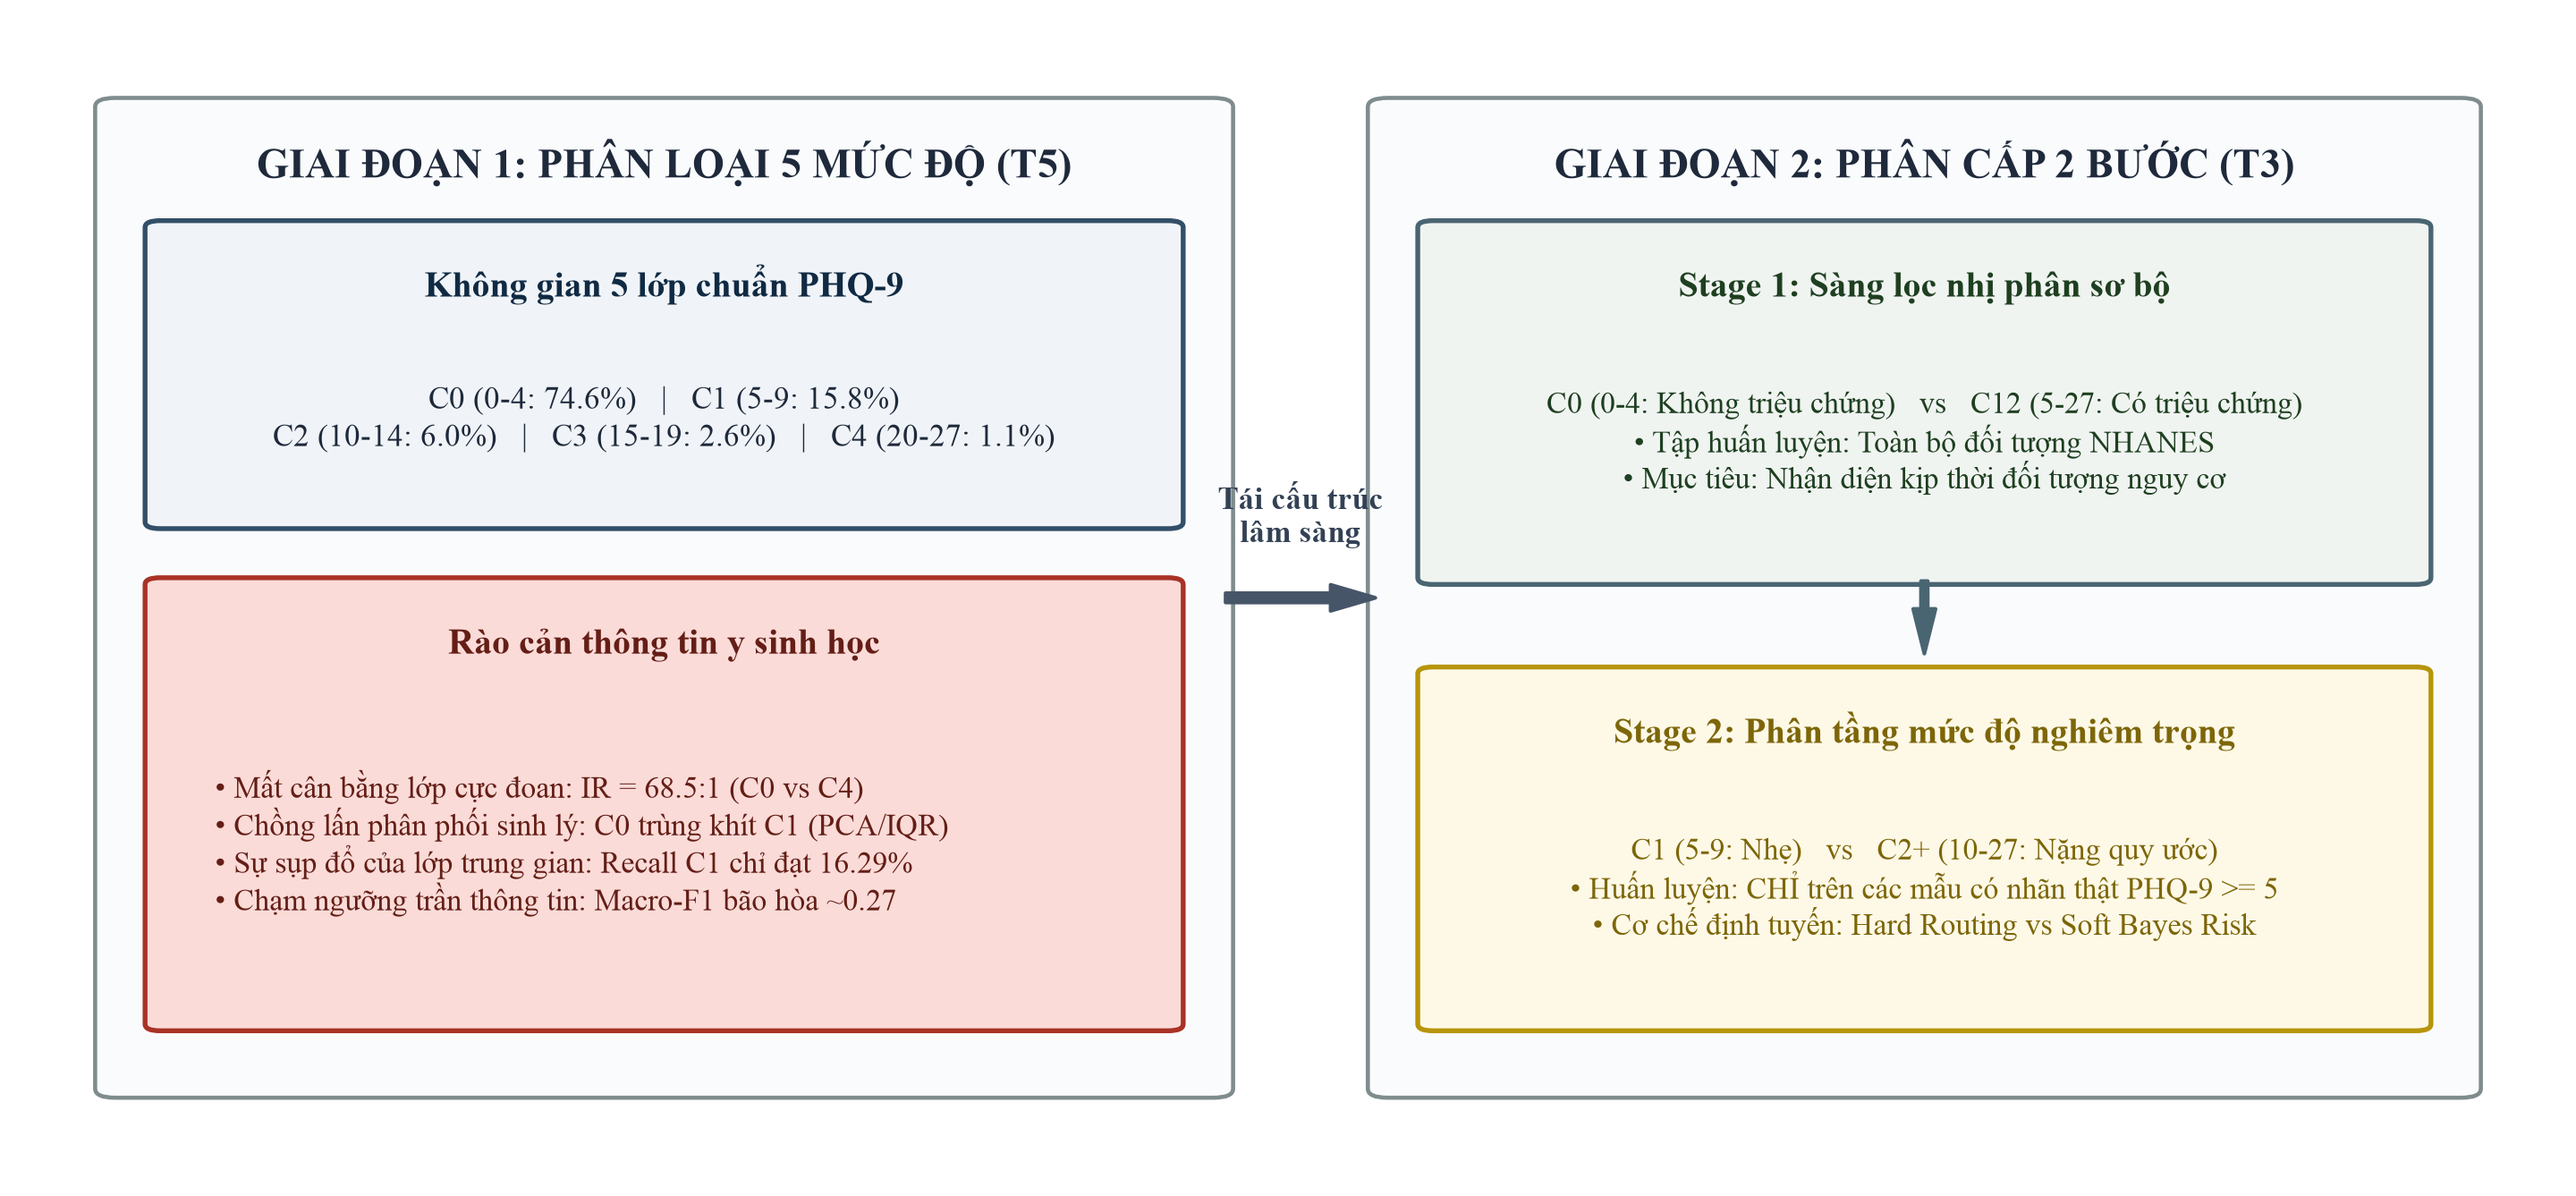 GIAI ĐOẠN 1: PHÂN LOẠI 5 MỨC ĐỘ (T5)
Không gian 5 lớp chuẩn PHQ-9
C0 (0-4: 74.6%) | C1 (5-9: 15.8%)
C2 (10-14: 6.0%) | C3 (15-19: 2.6%) | C4 (20-27: 1.1%)
Rào cản thông tin y sinh học
• Mất cân bằng lớp cực đoan: IR = 68.5:1 (C0 vs C4)
• Chồng lấn phân phối sinh lý: C0 trùng khít C1 (PCA/IQR)
• Sự sụp đổ của lớp trung gian: Recall C1 chỉ đạt 16.29%
• Chạm ngưỡng trần thông tin: Macro-F1 bão hòa ~0.27
Tái cấu trúc
lâm sàng
GIAI ĐOẠN 2: PHÂN CẤP 2 BƯỚC (T3)
Stage 1: Sàng lọc nhị phân sơ bộ
C0 (0-4: Không triệu chứng) vs C12 (5-27: Có triệu chứng)
• Tập huấn luyện: Toàn bộ đối tượng NHANES
• Mục tiêu: Nhận diện kịp thời đối tượng nguy cơ
Stage 2: Phân tầng mức độ nghiêm trọng
C1 (5-9: Nhẹ) vs C2+ (10-27: Nặng quy ước)
• Huấn luyện: CHỈ trên các mẫu có nhãn thật PHQ-9 >= 5
• Cơ chế định tuyến: Hard Routing vs Soft Bayes Risk